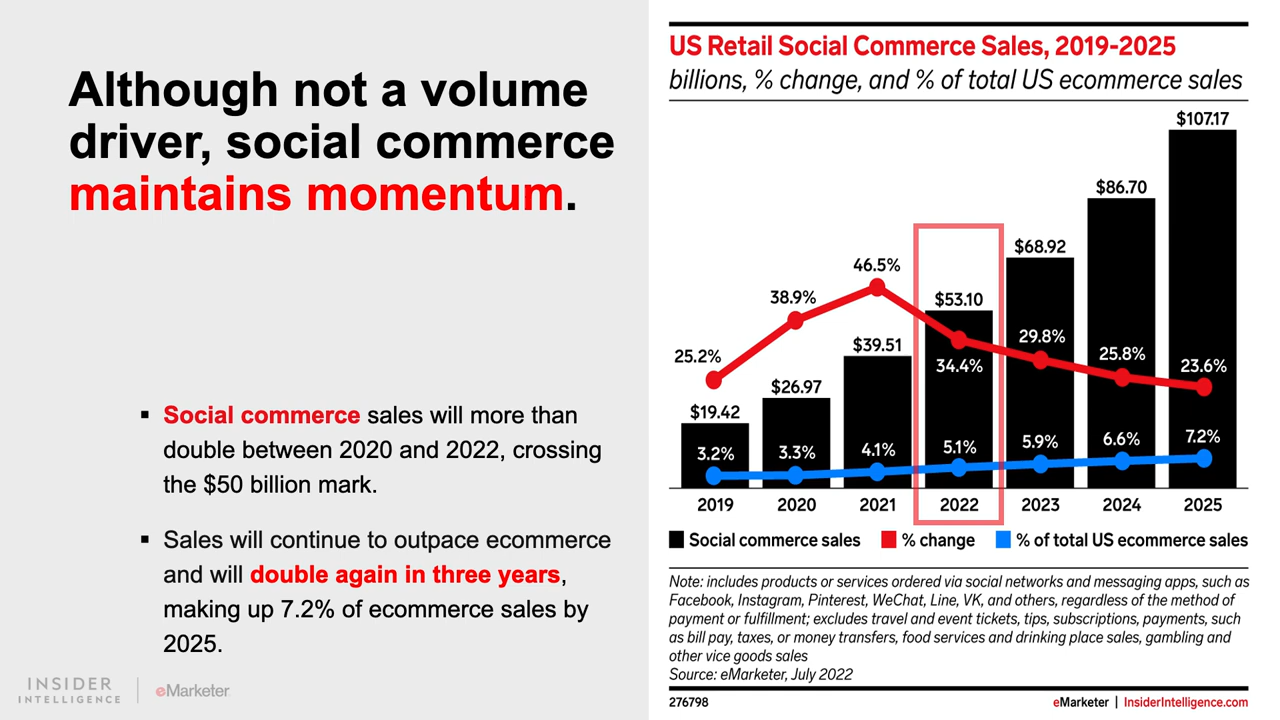 Although not a volume
driver, social commerce
maintains momentum.
▪ Social commerce sales will more than
double between 2020 and 2022, crossing
the $50 billion mark.
▪ Sales will continue to outpace ecommerce
and will double again in three years,
making up 7.2% of ecommerce sales by
2025.
INSIDER
INTELLIGENCE
eMarketer
US Retail Social Commerce Sales, 2019-2025
billions, % change, and % of total US ecommerce sales
$107.17
$86.70
$68.92
$53.10
$39.51
$26.97
$19.42
25.2%
38.9%
46.5%
34.4%
29.8%
25.8%
23.6%
3.2%
3.3%
4.1%
5.1%
5.9%
6.6%
7.2%
2019 2020 2021 2022 2023 2024 2025
Social commerce sales % change % of total US ecommerce sales
Note: includes products or services ordered via social networks and messaging apps, such as
Facebook, Instagram, Pinterest, WeChat, Line, VK, and others, regardless of the method of
payment or fulfillment; excludes travel and event tickets, tips, subscriptions, payments, such
as bill pay, taxes, or money transfers, food services and drinking place sales, gambling and
other vice goods sales
Source: eMarketer, July 2022
276798
eMarketer | InsiderIntelligence.com